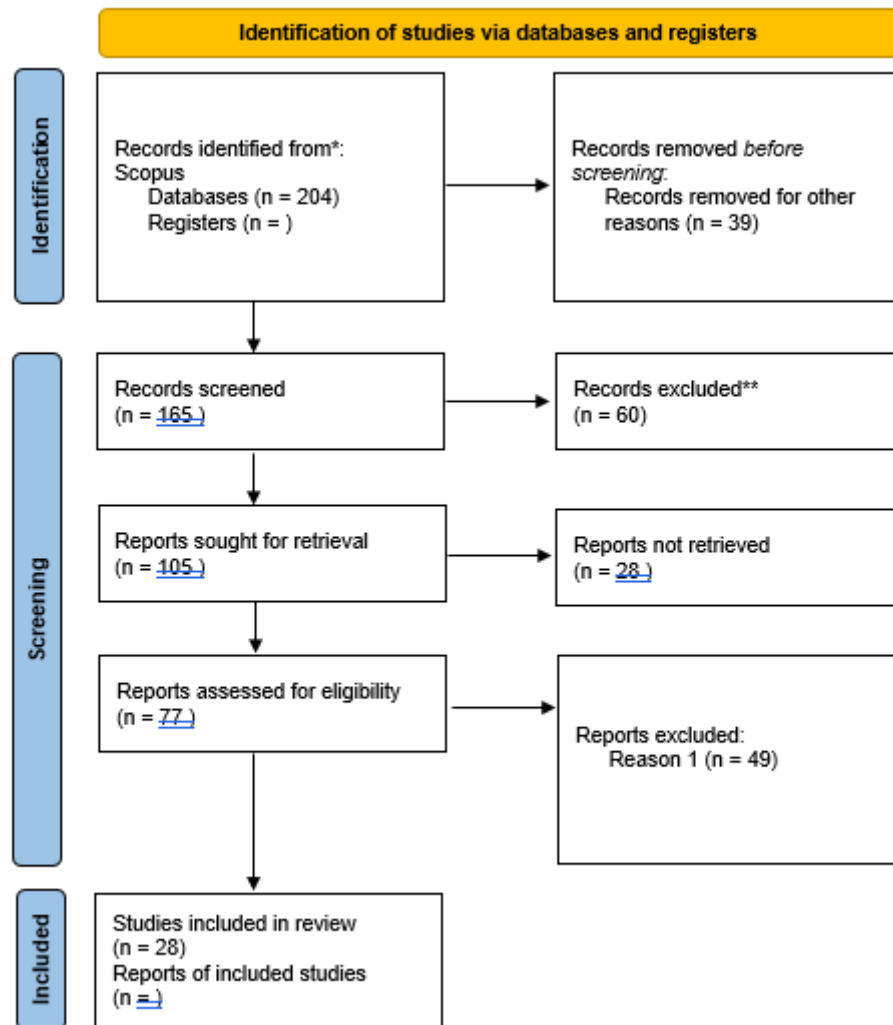 Identification of studies via databases and registers
Identification
Records identified from*:
Scopus
Databases (n = 204)
Registers (n = )
Records removed before
screening:
Records removed for other
reasons (n = 39)
Screening
Records screened
(n = 165 )
Records excluded**
(n = 60)
Reports sought for retrieval
(n = 105 )
Reports not retrieved
(n = 28 )
Reports assessed for eligibility
(n = 77 )
Reports excluded:
Reason 1 (n = 49)
Included
Studies included in review
(n = 28)
Reports of included studies
(n = )